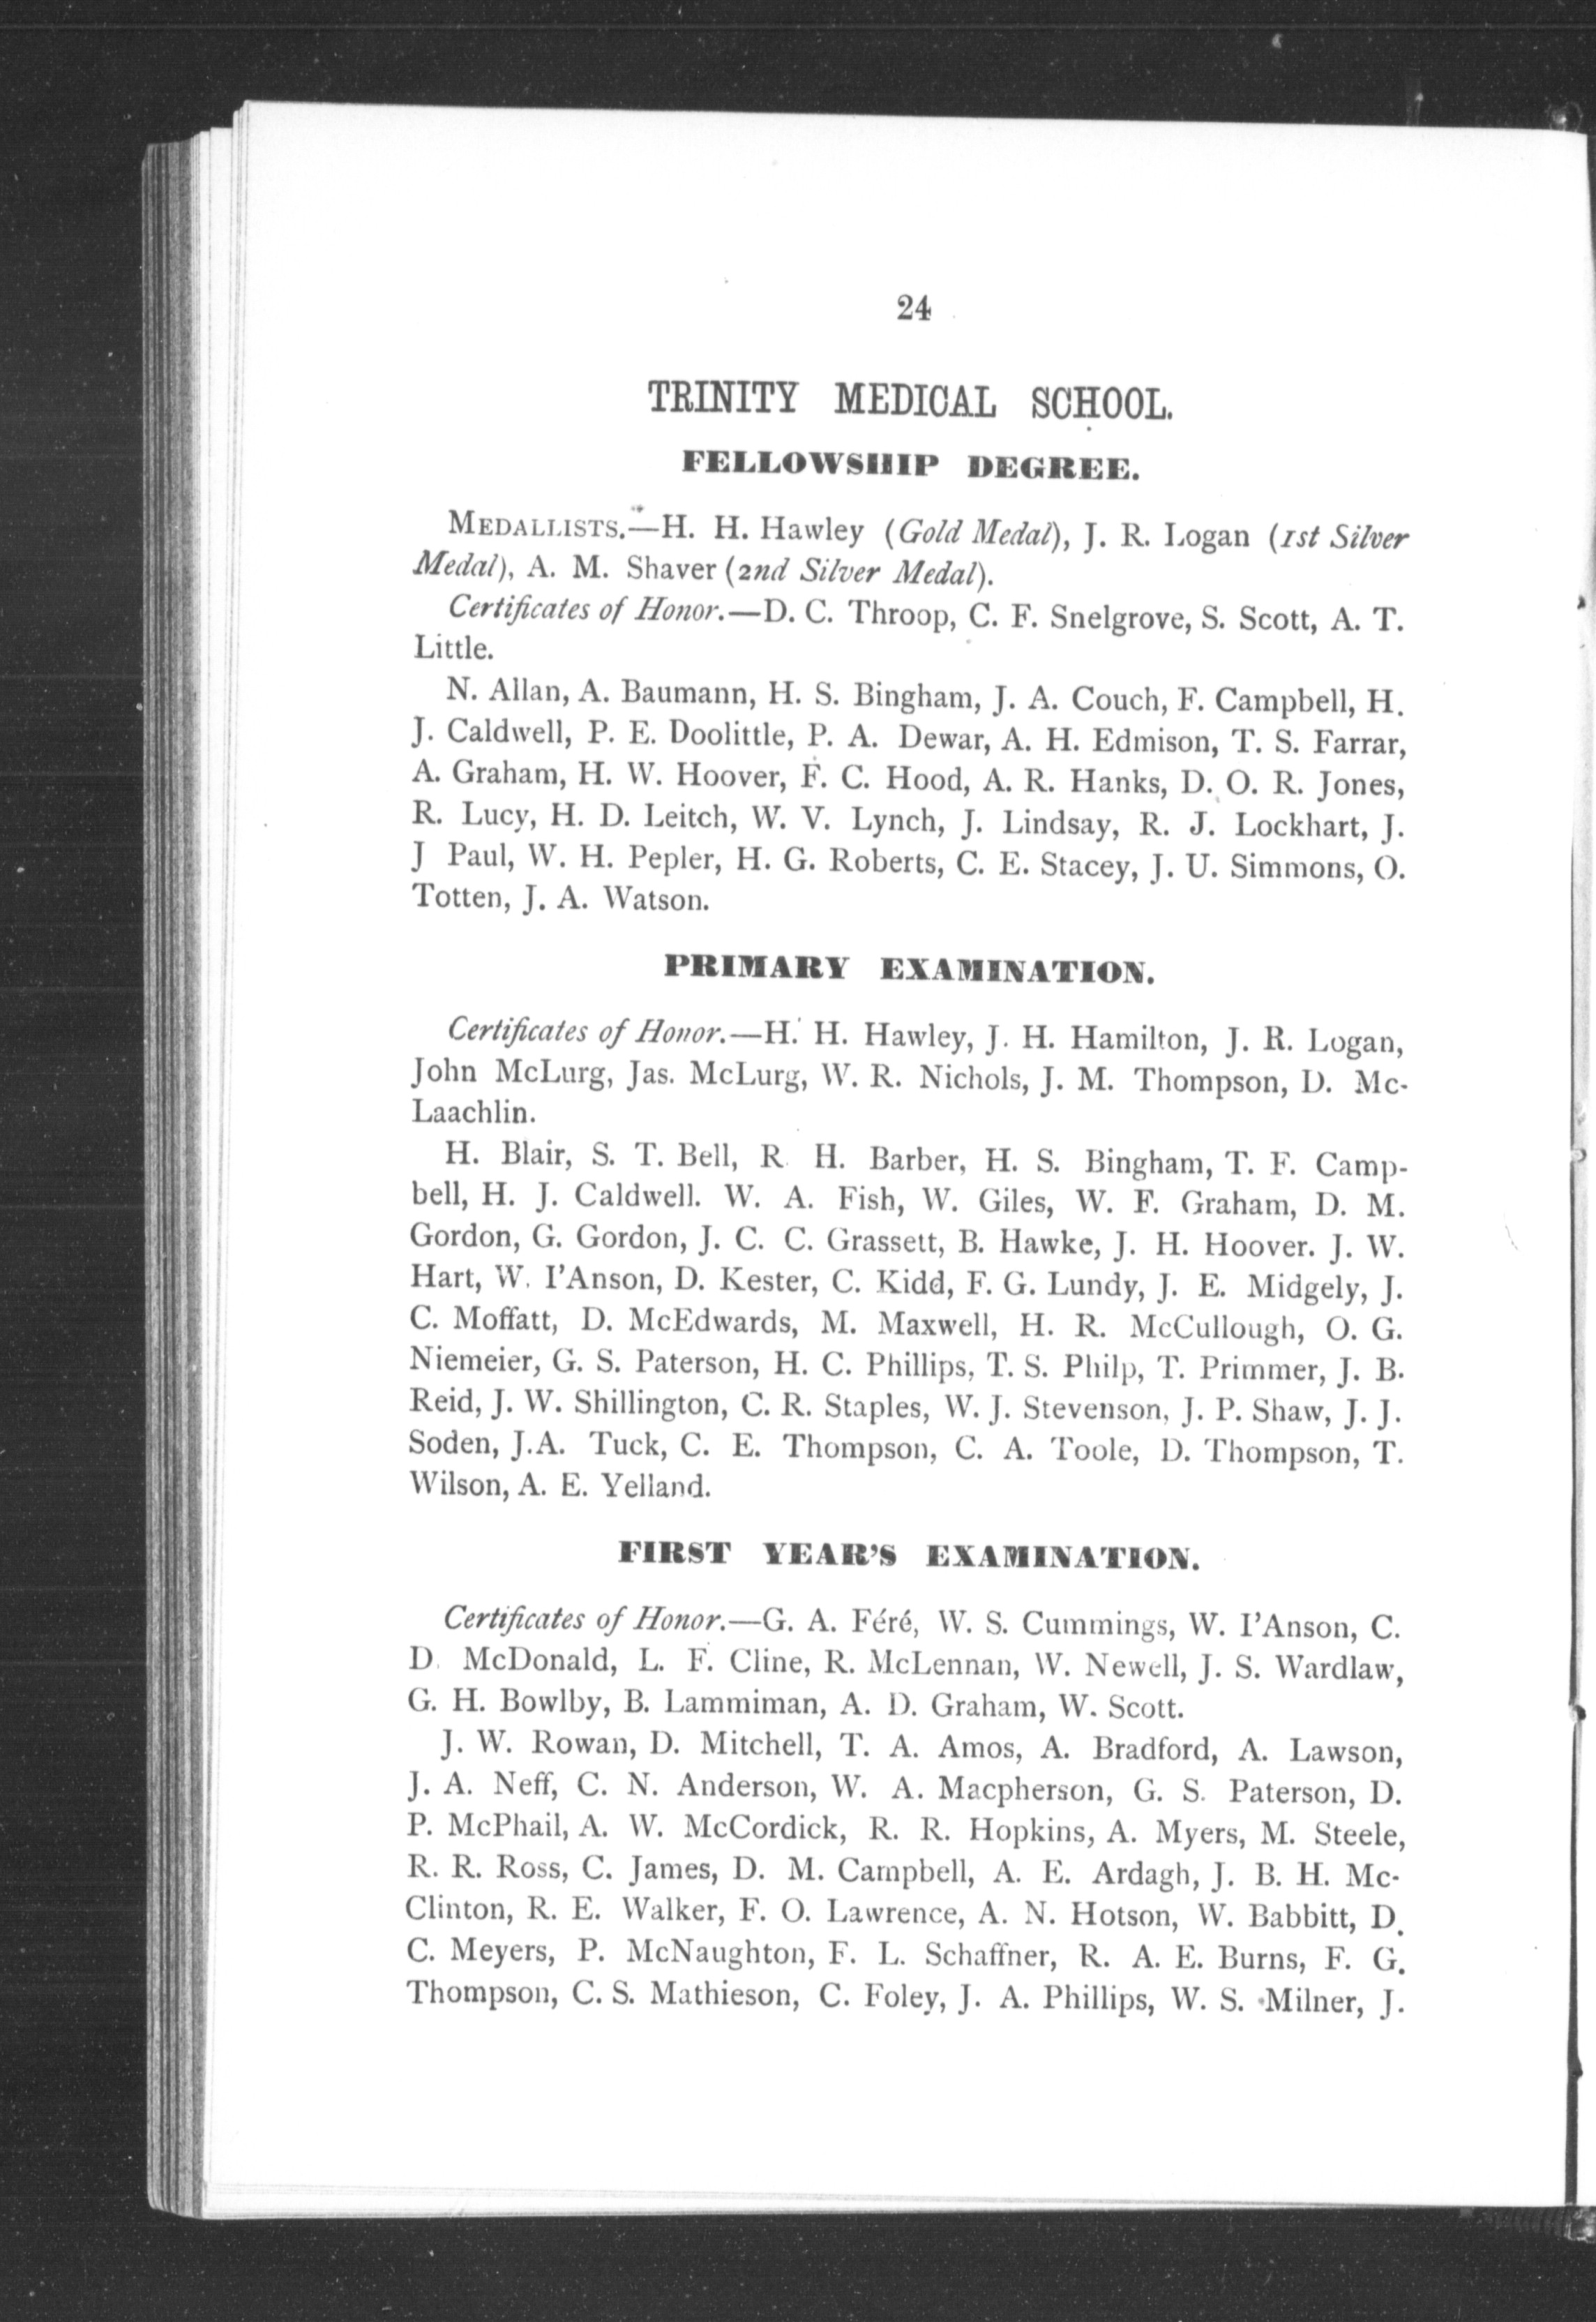 24
TRINITY MEDICAL SCHOOL.
FELLOWSHIP DEGREE.
MEDALLISTS.—H. H. Hawley (Gold Medal), J. R. Logan (1st Silver
Medal), A. M. Shaver (2nd Silver Medal).
Certificates of Honor.—D. C. Throop, C. F. Snelgrove, S. Scott, A. T.
Little.
N. Allan, A. Baumann, H. S. Bingham, J. A. Couch, F. Campbell, H.
J. Caldwell, P. E. Doolittle, P. A. Dewar, A. H. Edmison, T. S. Farrar,
A. Graham, H. W. Hoover, F. C. Hood, A. R. Hanks, D. O. R. Jones,
R. Lucy, H. D. Leitch, W. V. Lynch, J. Lindsay, R. J. Lockhart, J.
J Paul, W. H. Pepler, H. G. Roberts, C. E. Stacey, J. U. Simmons, O.
Totten, J. A. Watson.
PRIMARY EXAMINATION.
Certificates of Honor.—H. H. Hawley, J. H. Hamilton, J. R. Logan,
John McLurg, Jas. McLurg, W. R. Nichols, J. M. Thompson, D. Mc-
Laachlin.
H. Blair, S. T. Bell, R. H. Barber, H. S. Bingham, T. F. Camp-
bell, H. J. Caldwell. W. A. Fish, W. Giles, W. F. Graham, D. M.
Gordon, G. Gordon, J. C. C. Grassett, B. Hawke, J. H. Hoover. J. W.
Hart, W. I'Anson, D. Kester, C. Kidd, F. G. Lundy, J. E. Midgely, J.
C. Moffatt, D. McEdwards, M. Maxwell, H. R. McCullough, O. G.
Niemeier, G. S. Paterson, H. C. Phillips, T. S. Philp, T. Primmer, J. B.
Reid, J. W. Shillington, C. R. Staples, W. J. Stevenson, J. P. Shaw, J. J.
Soden, J.A. Tuck, C. E. Thompson, C. A. Toole, D. Thompson, T.
Wilson, A. E. Yelland.
FIRST YEAR'S EXAMINATION.
Certificates of Honor.—G. A. Féré, W. S. Cummings, W. I'Anson, C.
D. McDonald, L. F. Cline, R. McLennan, W. Newell, J. S. Wardlaw,
G. H. Bowlby, B. Lammiman, A. D. Graham, W. Scott.
J. W. Rowan, D. Mitchell, T. A. Amos, A. Bradford, A. Lawson,
J. A. Neff, C. N. Anderson, W. A. Macpherson, G. S. Paterson, D.
P. McPhail, A. W. McCordick, R. R. Hopkins, A. Myers, M. Steele,
R. R. Ross, C. James, D. M. Campbell, A. E. Ardagh, J. B. H. Mc-
Clinton, R. E. Walker, F. O. Lawrence, A. N. Hotson, W. Babbitt, D.
C. Meyers, P. McNaughton, F. L. Schaffner, R. A. E. Burns, F. G.
Thompson, C. S. Mathieson, C. Foley, J. A. Phillips, W. S. Milner, J.